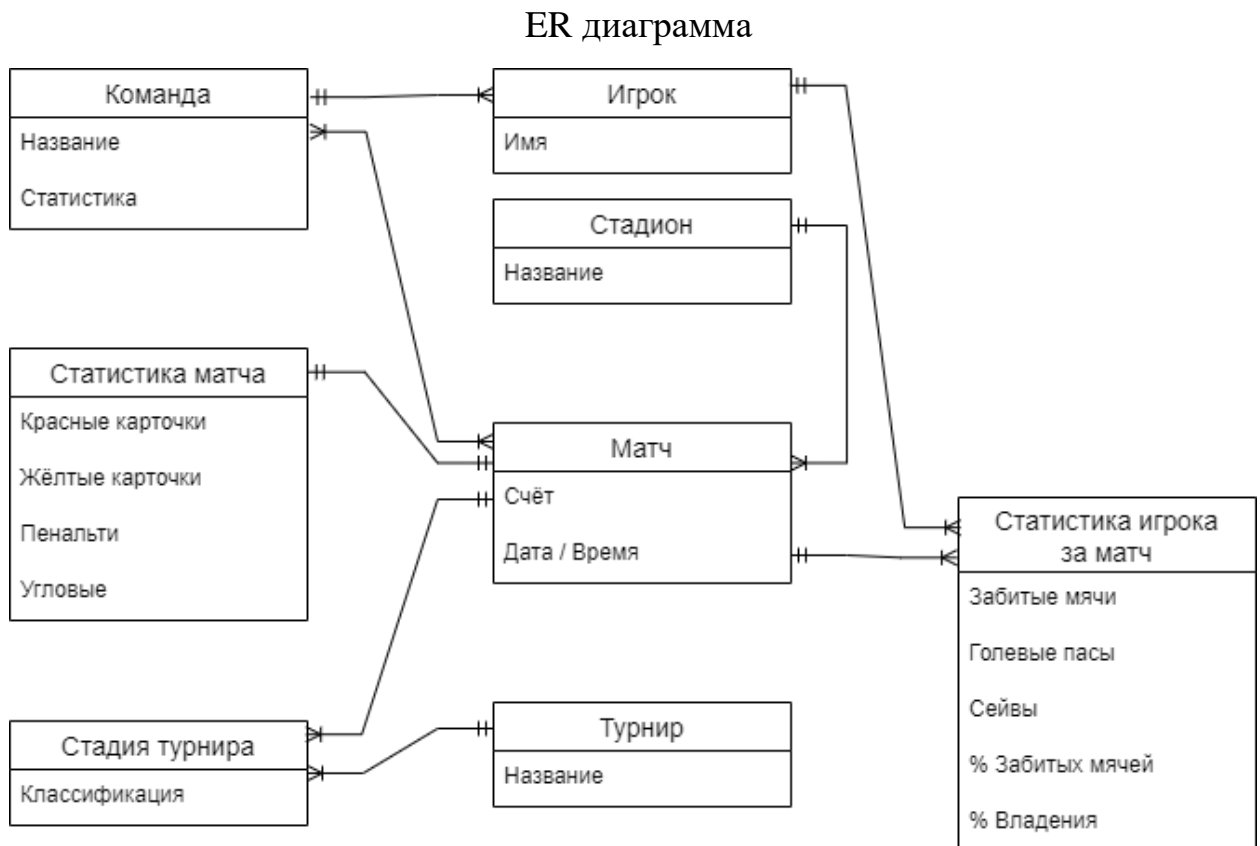 ER диаграмма
Команда
Название
Статистика
Игрок
Имя
Стадион
Название
Статистика матча
Красные карточки
Жёлтые карточки
Пенальти
Угловые
Матч
Счёт
Дата / Время
Статистика игрока
за матч
Забитые мячи
Голевые пасы
Сейвы
% Забитых мячей
% Владения
Стадия турнира
Классификация
Турнир
Название